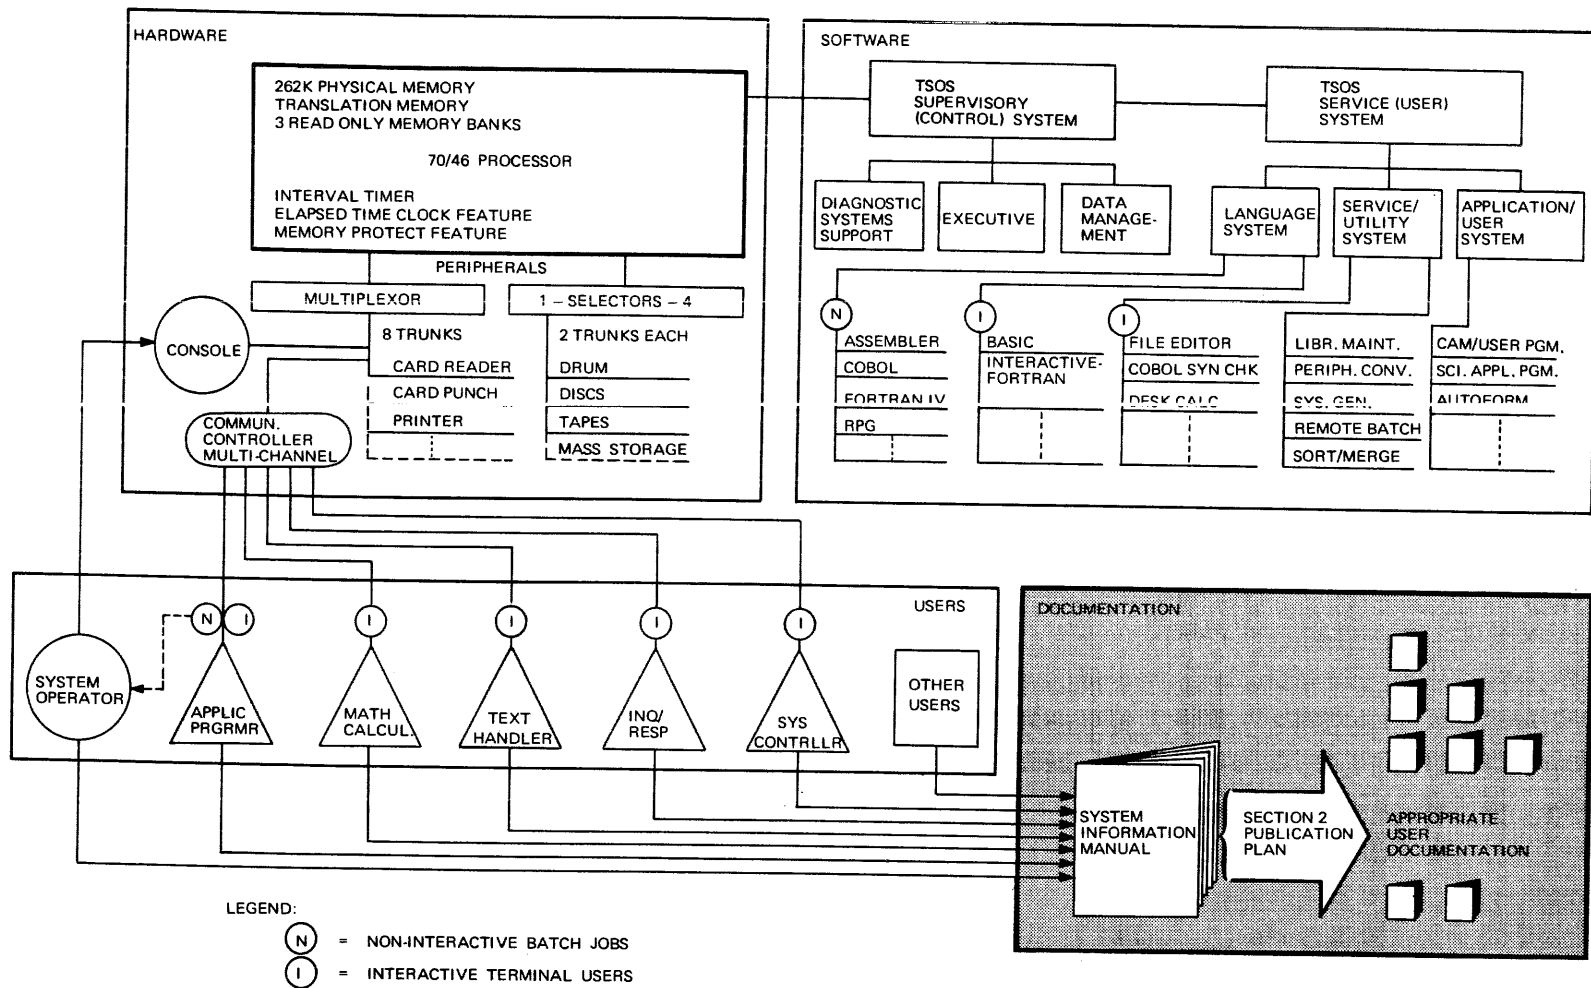 HARDWARE
262K PHYSICAL MEMORY
TRANSLATION MEMORY
3 READ ONLY MEMORY BANKS
70/46 PROCESSOR
INTERVAL TIMER
ELAPSED TIME CLOCK FEATURE
MEMORY PROTECT FEATURE
PERIPHERALS
MULTIPLEXOR
1 – SELECTORS – 4
CONSOLE
8 TRUNKS
CARD READER
CARD PUNCH
PRINTER
2 TRUNKS EACH
DRUM
DISCS
TAPES
MASS STORAGE
COMMUN.
CONTROLLER
MULTI-CHANNEL
SOFTWARE
TSOS
SUPERVISORY
(CONTROL) SYSTEM
TSOS
SERVICE (USER)
SYSTEM
DIAGNOSTIC
SYSTEMS
SUPPORT
EXECUTIVE
DATA
MANAGE-
MENT
LANGUAGE
SYSTEM
SERVICE/
UTILITY
SYSTEM
APPLICATION/
USER
SYSTEM
N
ASSEMBLER
COBOL
FORTRAN IV
RPG
I
BASIC
INTERACTIVE-
FORTRAN
I
FILE EDITOR
COBOL SYN CHK
DESK CALC
LIBR. MAINT.
PERIPH. CONV.
SYS. GEN.
REMOTE BATCH
SORT/MERGE
CAM/USER PGM.
SCI. APPL. PGM.
AUTOFORM
USERS
SYSTEM
OPERATOR
N
I
APPLIC
PRGRMR
I
MATH
CALCUL.
I
TEXT
HANDLER
I
INQ/
RESP
I
SYS
CONTRLLR
OTHER
USERS
DOCUMENTATION
SYSTEM
INFORMATION
MANUAL
SECTION 2
PUBLICATION
PLAN
APPROPRIATE
USER
DOCUMENTATION
LEGEND:
N = NON-INTERACTIVE BATCH JOBS
I = INTERACTIVE TERMINAL USERS